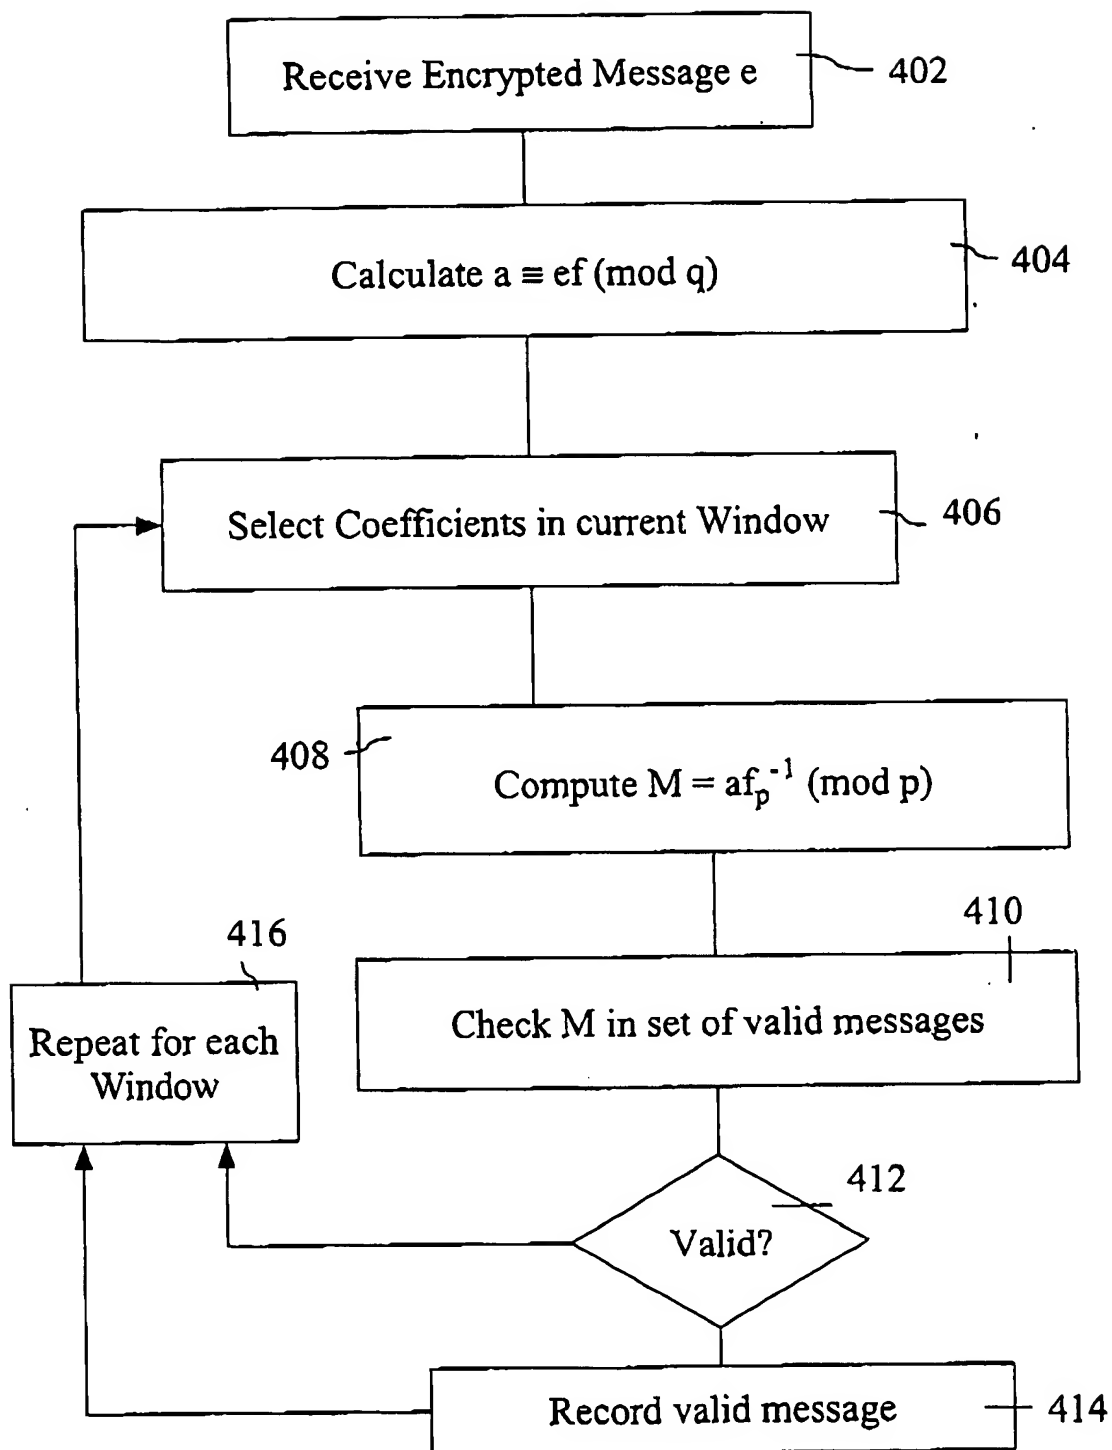 Receive Encrypted Message e
402
Calculate a ≡ ef (mod q)
404
Select Coefficients in current Window
406
408
Compute M = af_p^-1 (mod p)
410
Check M in set of valid messages
416
Repeat for each
Window
412
Valid?
Record valid message
414